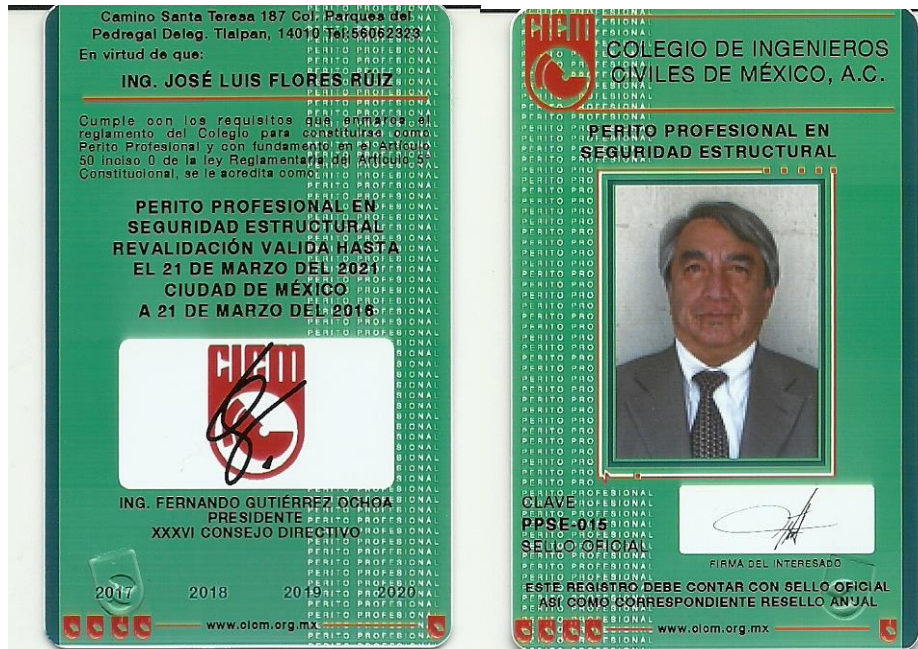 Camino Santa Teresa 187 Col. Parques del
Pedregal Deleg. Tlalpan, 14010 Tel:56062323
En virtud de que:
ING. JOSÉ LUIS FLORES RUIZ
Cumple con los requisitos que enmarca el
reglamento del Colegio para constituirse como
Perito Profesional y con fundamento en el Artículo
50 inciso 0 de la ley Reglamentaria del Artículo 5º
Constitucional, se le acredita como:
PERITO PROFESIONAL EN
SEGURIDAD ESTRUCTURAL
REVALIDACIÓN VALIDA HASTA
EL 21 DE MARZO DEL 2021
CIUDAD DE MÉXICO
A 21 DE MARZO DEL 2016
CICM
ING. FERNANDO GUTIÉRREZ OCHOA
PRESIDENTE
XXXVI CONSEJO DIRECTIVO
2017 2018 2019 2020
www.cicm.org.mx
CICM
COLEGIO DE INGENIEROS
CIVILES DE MÉXICO, A.C.
PERITO PROFESIONAL EN
SEGURIDAD ESTRUCTURAL
CLAVE
PPSE-015
SELLO OFICIAL
FIRMA DEL INTERESADO
ESTE REGISTRO DEBE CONTAR CON SELLO OFICIAL
ASI COMO CORRESPONDIENTE RESELLO ANUAL
www.cicm.org.mx